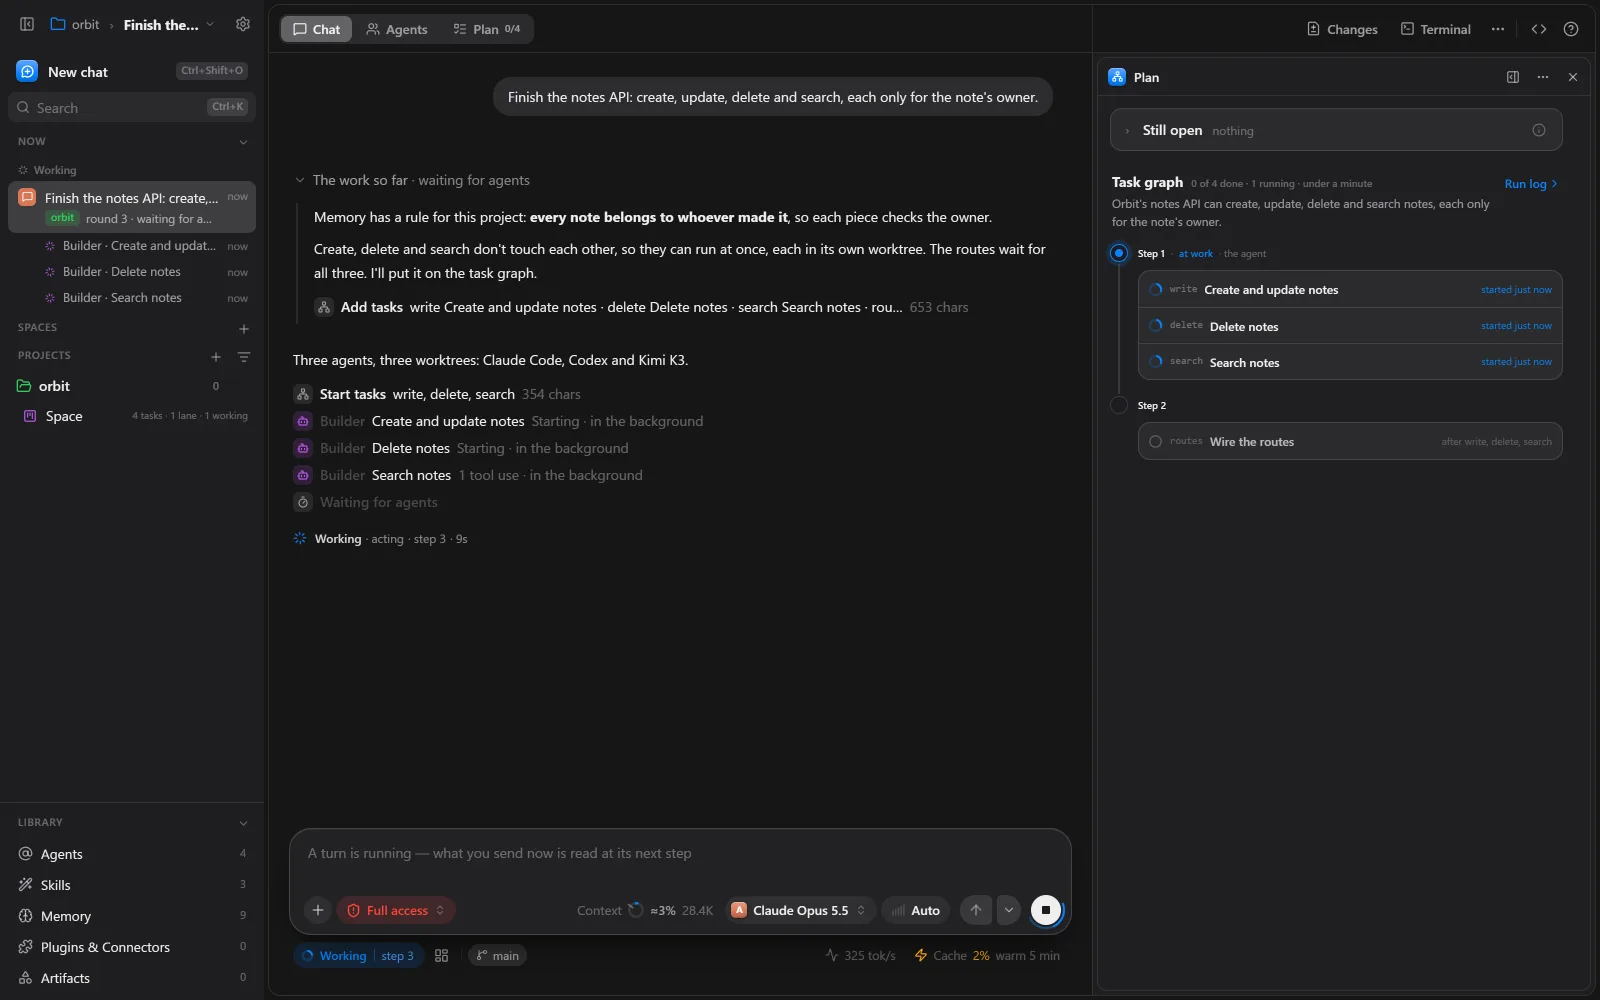 orbit › Finish the...
New chat Ctrl+Shift+O
Search Ctrl+K
NOW
Working
Finish the notes API: create,... now
orbit round 3 · waiting for a...
Builder · Create and updat... now
Builder · Delete notes now
Builder · Search notes now
SPACES
PROJECTS
orbit 0
Space 4 tasks · 1 lane · 1 working
LIBRARY
Agents 4
Skills 3
Memory 9
Plugins & Connectors 0
Artifacts 0
Chat Agents Plan 0/4
Changes Terminal
Finish the notes API: create, update, delete and search, each only for the note's owner.
The work so far · waiting for agents
Memory has a rule for this project: every note belongs to whoever made it, so each piece checks the owner.
Create, delete and search don't touch each other, so they can run at once, each in its own worktree. The routes wait for
all three. I'll put it on the task graph.
Add tasks write Create and update notes · delete Delete notes · search Search notes · rou... 653 chars
Three agents, three worktrees: Claude Code, Codex and Kimi K3.
Start tasks write, delete, search 354 chars
Builder Create and update notes Starting · in the background
Builder Delete notes Starting · in the background
Builder Search notes 1 tool use · in the background
Waiting for agents
Working · acting · step 3 · 9s
A turn is running — what you send now is read at its next step
Full access Context ≈3% 28.4K Claude Opus 5.5 Auto
Working step 3 main 325 tok/s Cache 2% warm 5 min
Plan
Still open nothing
Task graph 0 of 4 done · 1 running · under a minute Run log
Orbit's notes API can create, update, delete and search notes, each only
for the note's owner.
Step 1 · at work · the agent
write Create and update notes started just now
delete Delete notes started just now
search Search notes started just now
Step 2
routes Wire the routes after write, delete, search